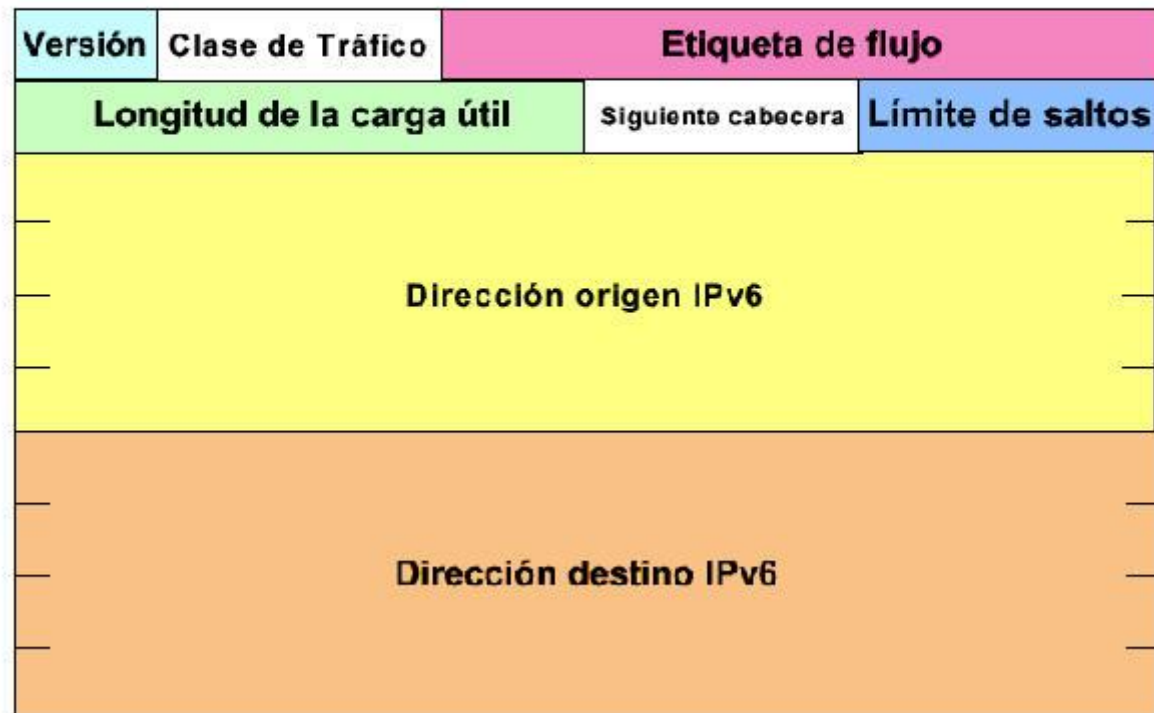 Versión Clase de Tráfico Etiqueta de flujo
Longitud de la carga útil Siguiente cabecera Límite de saltos
Dirección origen IPv6
Dirección destino IPv6